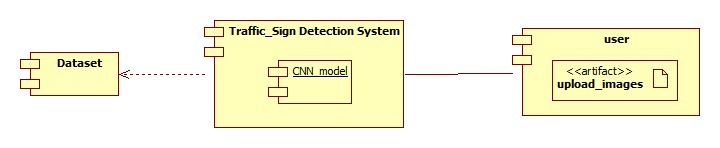 Dataset
Traffic_Sign Detection System
CNN_model
user
<<artifact>>
upload_images